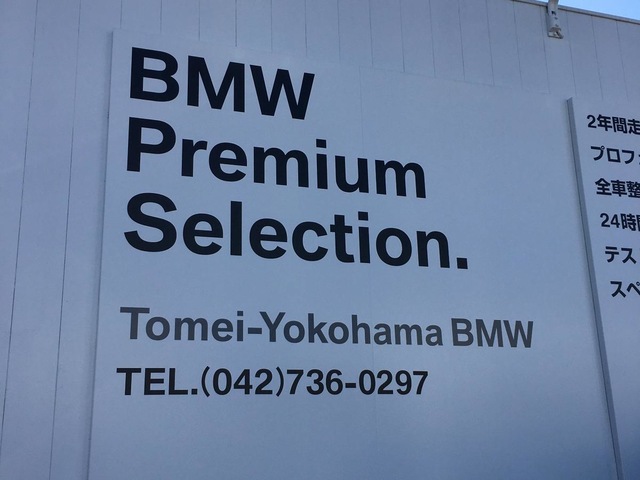 BMW
Premium
Selection.
Tomei-Yokohama BMW
TEL.(042)736-0297
2年間走
プロフ
全車整
24時間
テス
スペ